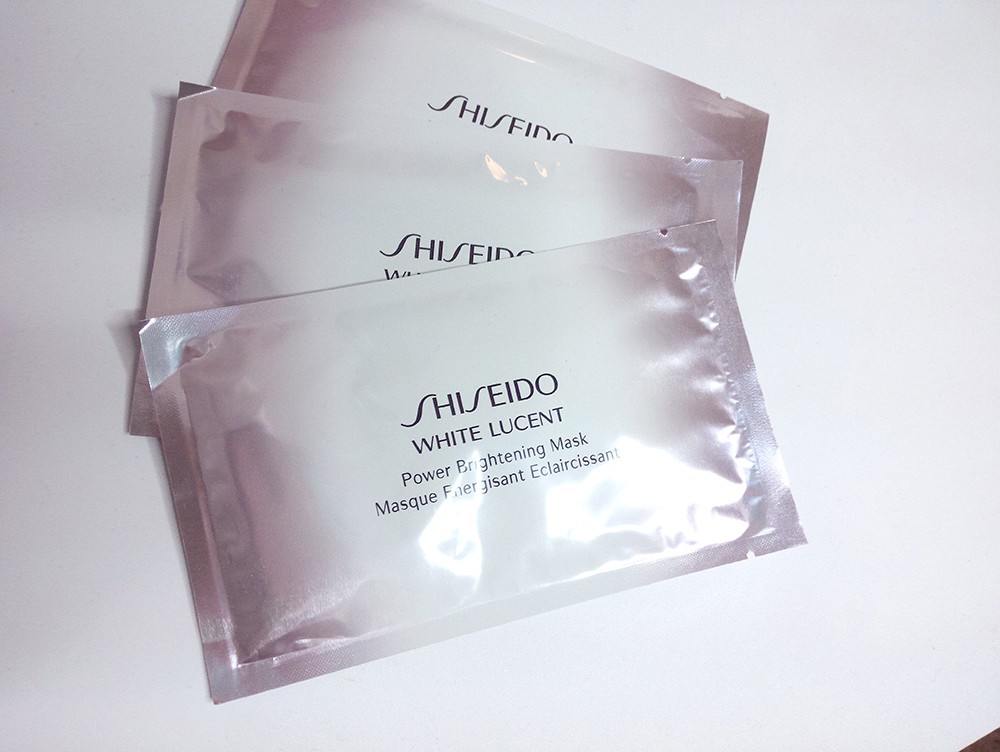 SHISEIDO
SHISEIDO
SHISEIDO
WHITE LUCENT
Power Brightening Mask
Masque Energisant Eclaircissant